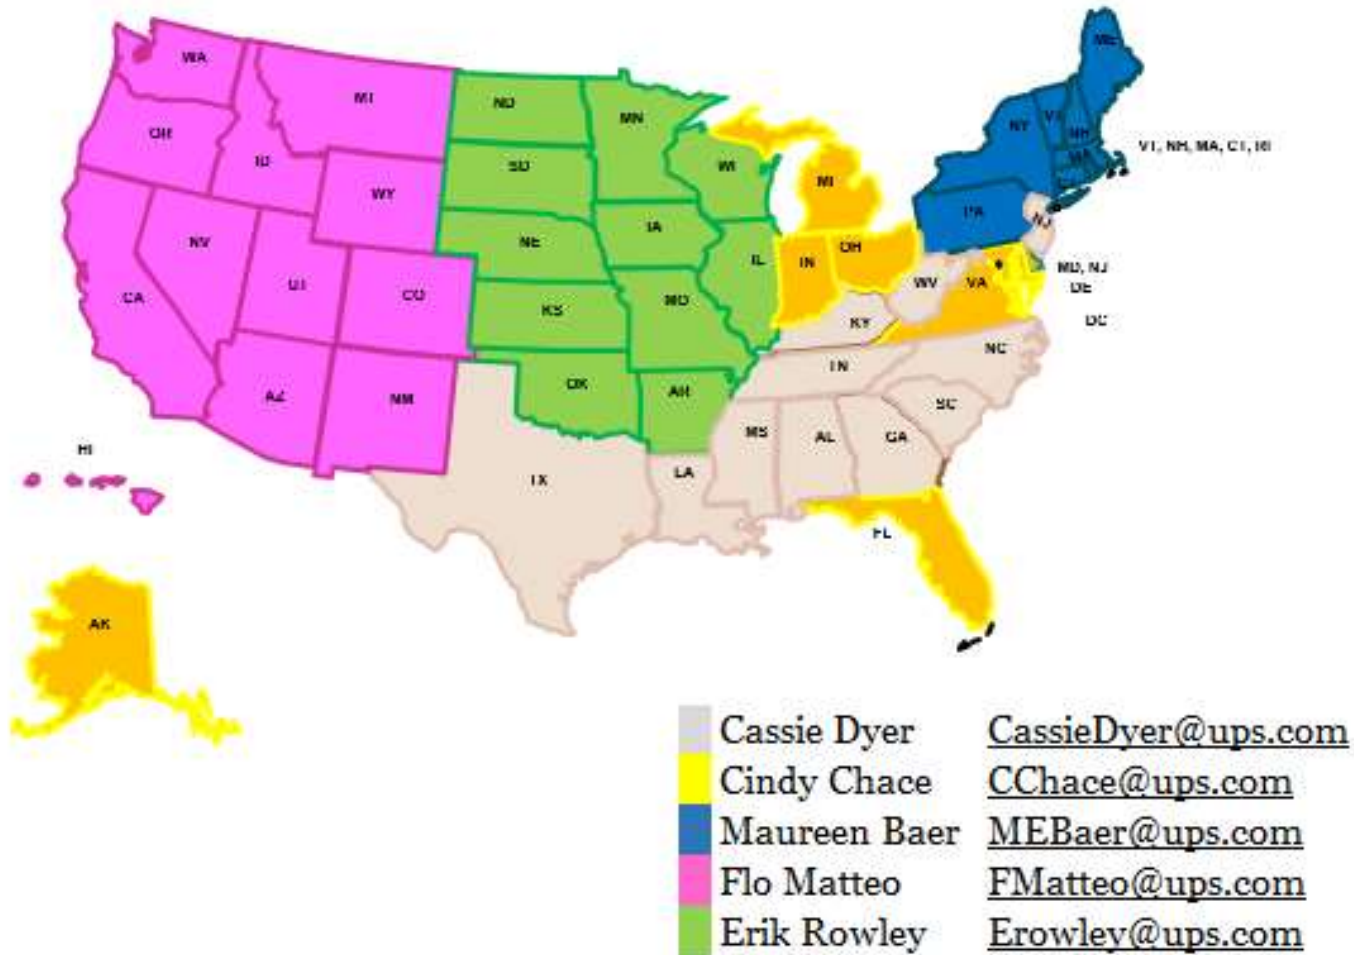 ME
WA
MT
ND
MN
OR
ID
SD
WI
MI
NY
VT
NH
MA
VT, NH, MA, CT, RI
WY
IA
PA
NJ
NV
NE
IL
IN
OH
CA
UT
CO
KS
MO
KY
WV
VA
MD, NJ
DE
DC
AZ
NM
OK
AR
TN
NC
SC
MS
AL
GA
HI
TX
LA
FL
AK
Cassie Dyer CassieDyer@ups.com
Cindy Chace CChace@ups.com
Maureen Baer MEBaer@ups.com
Flo Matteo FMatteo@ups.com
Erik Rowley Erowley@ups.com